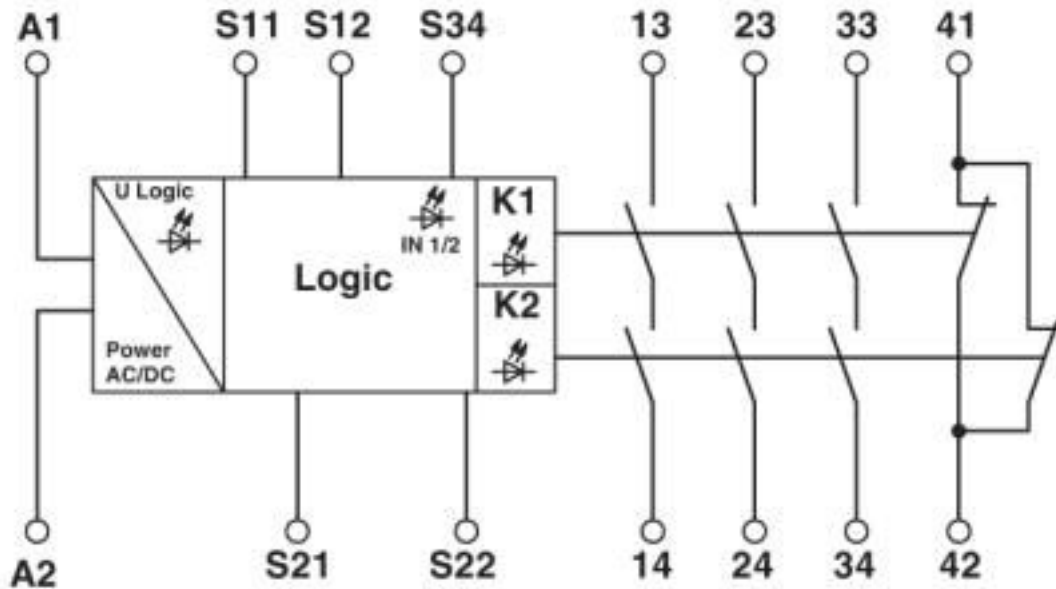 A1 S11 S12 S34 13 23 33 41
U Logic
IN 1/2
K1
Logic
K2
Power
AC/DC
A2 S21 S22 14 24 34 42